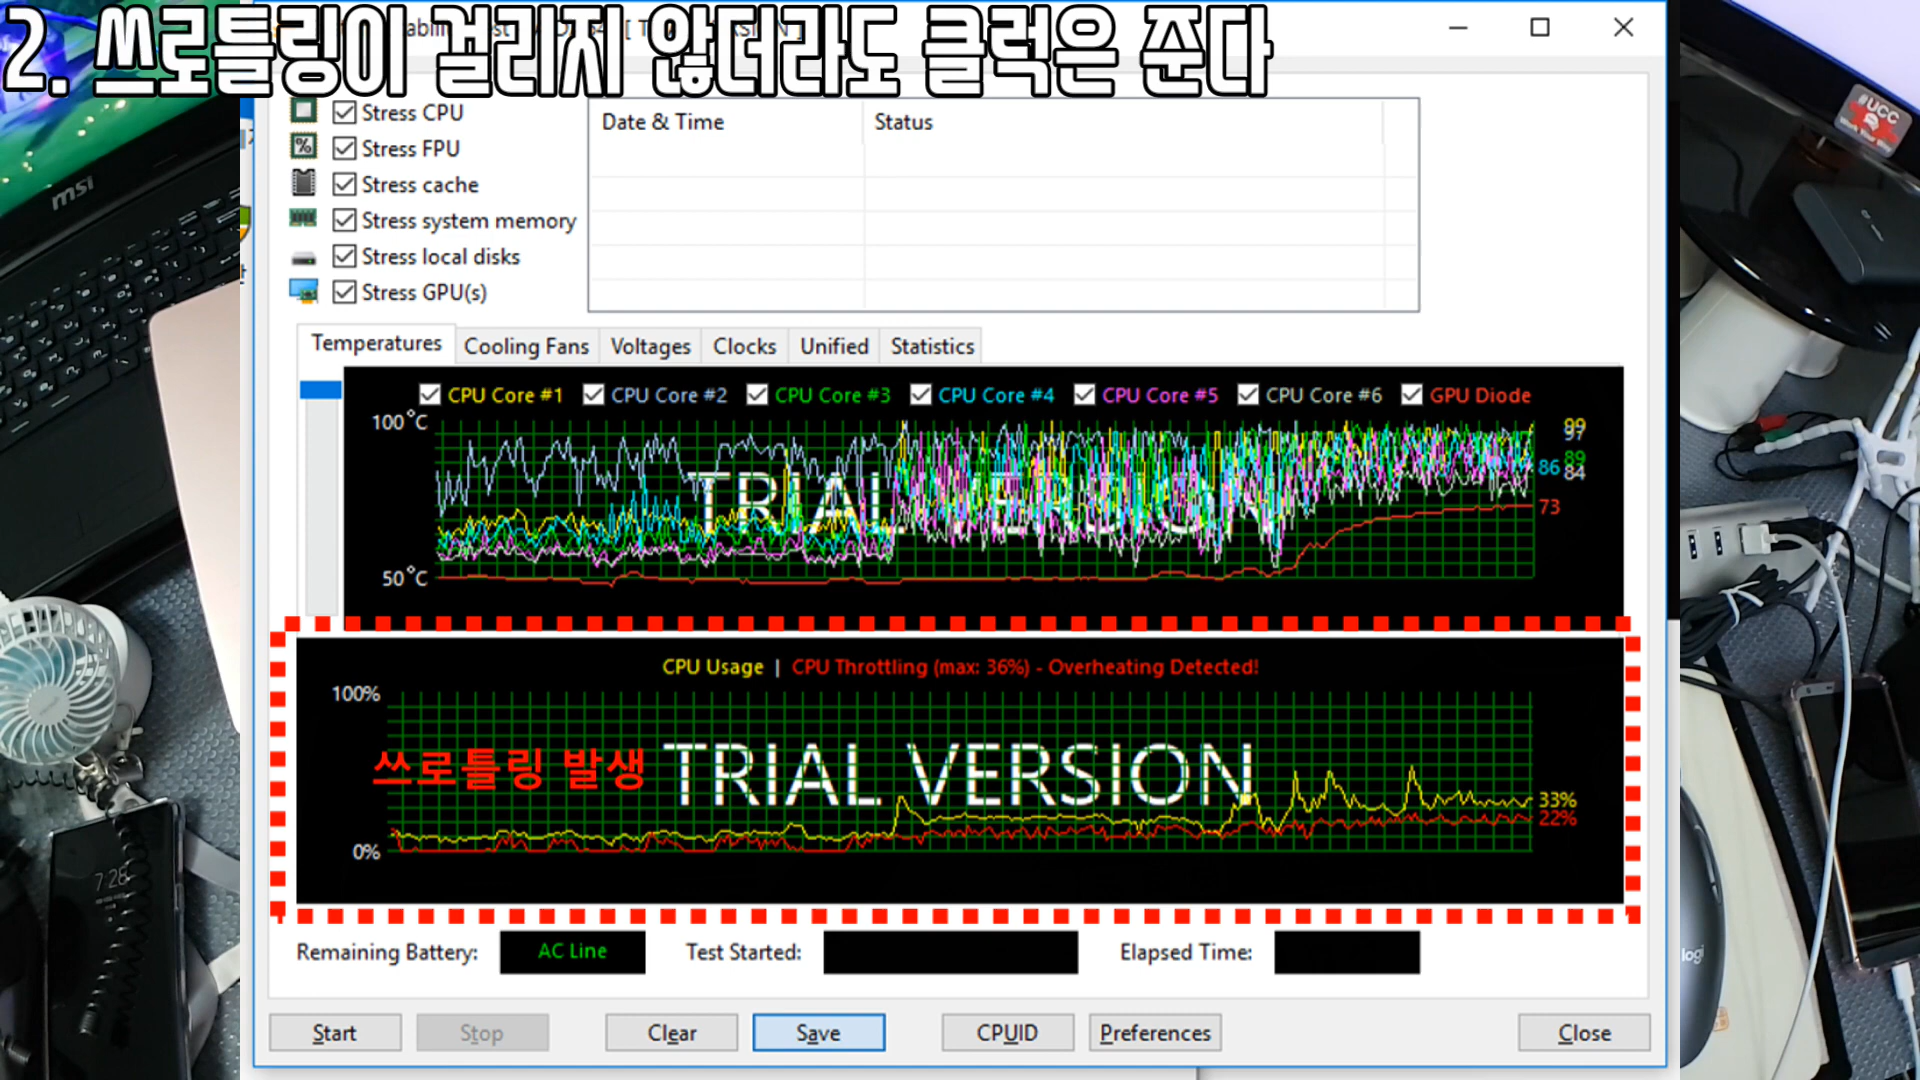 2. 쓰로틀링이 걸리지 않더라도 클럭은 준다
msi
#UCC
Stress CPU
Stress FPU
Stress cache
Stress system memory
Stress local disks
Stress GPU(s)
Date & Time Status
Temperatures Cooling Fans Voltages Clocks Unified Statistics
CPU Core #1 CPU Core #2 CPU Core #3 CPU Core #4 CPU Core #5 CPU Core #6 GPU Diode
100°C
99
86 89
84
TRIAL VERSION
73
50°C
CPU Usage | CPU Throttling (max: 36%) - Overheating Detected!
100%
쓰로틀링 발생 TRIAL VERSION
33%
22%
0%
7:28
logi
Remaining Battery: AC Line Test Started: Elapsed Time:
Start Stop Clear Save CPUID Preferences Close